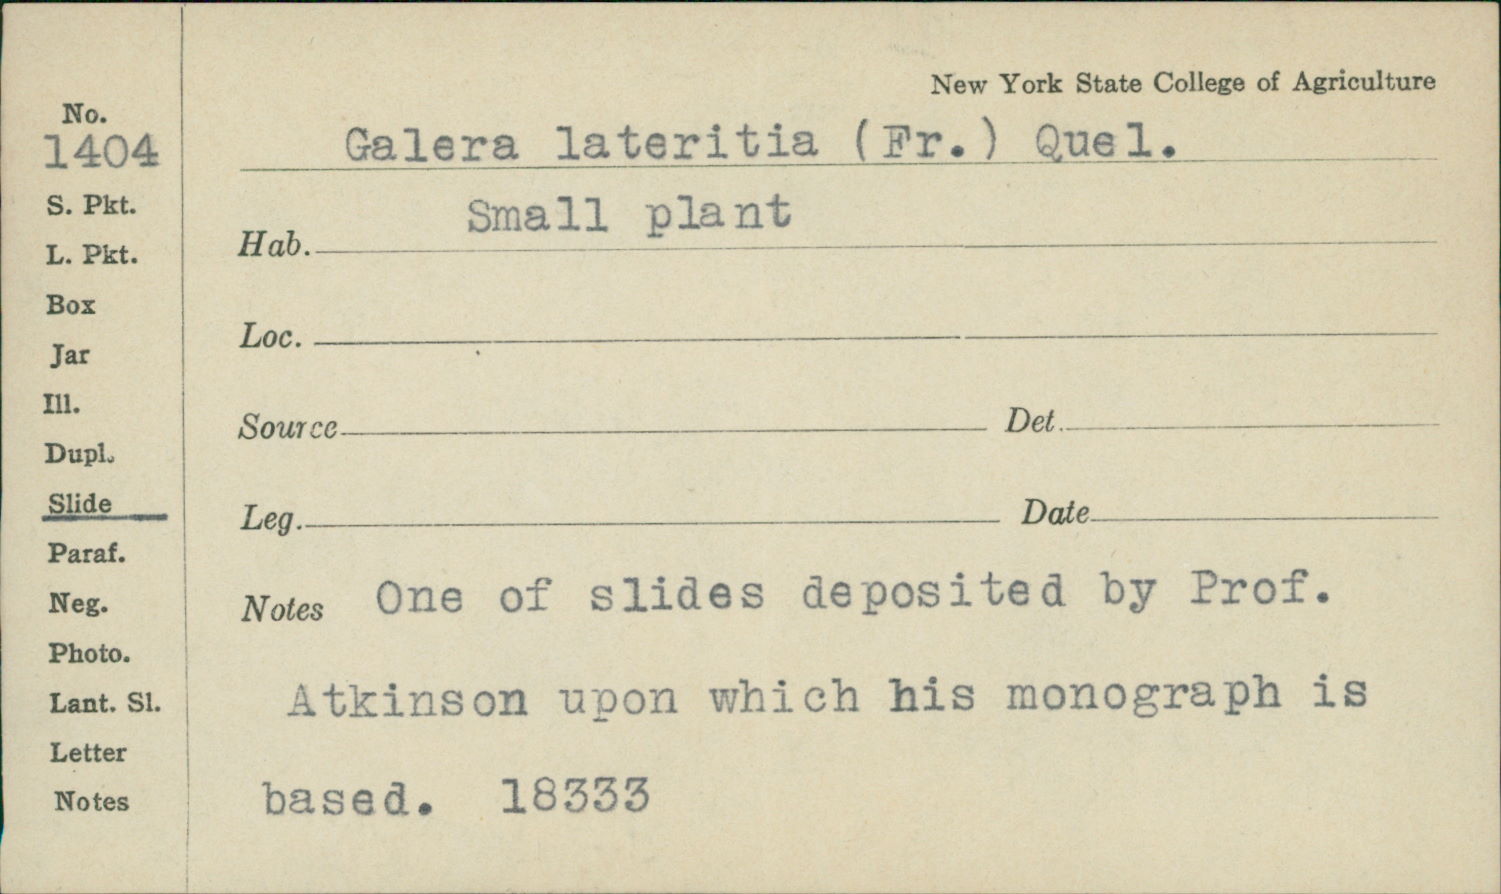 New York State College of Agriculture
No.
1404
Galera lateritia (Fr.) Quel.
S. Pkt.
Hab. Small plant
L. Pkt.
Box
Loc.
Jar
Ill.
Source Det.
Dupl.
Slide
Leg. Date
Paraf.
Neg.
Notes One of slides deposited by Prof.
Photo.
Atkinson upon which his monograph is
Lant. Sl.
Letter
based. 18333
Notes